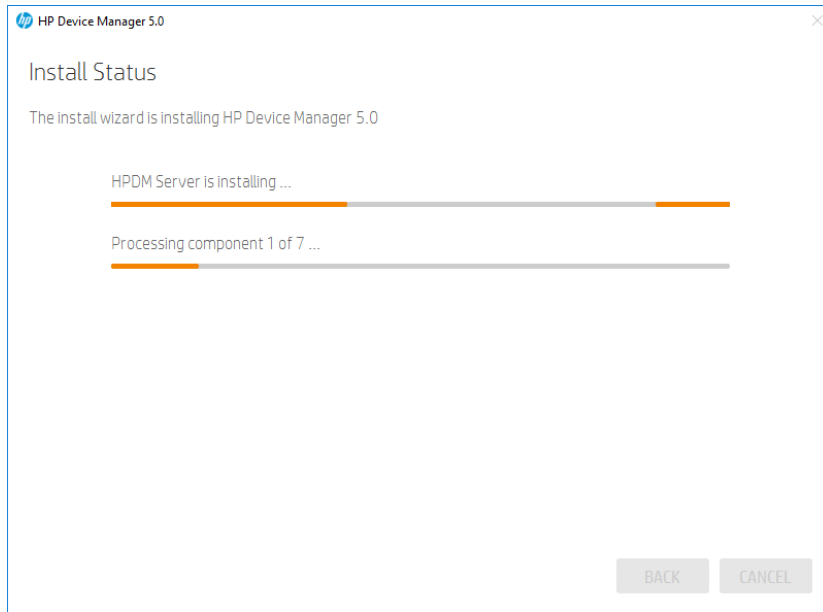 hp HP Device Manager 5.0
Install Status
The install wizard is installing HP Device Manager 5.0
HPDM Server is installing ...
Processing component 1 of 7 ...
BACK CANCEL